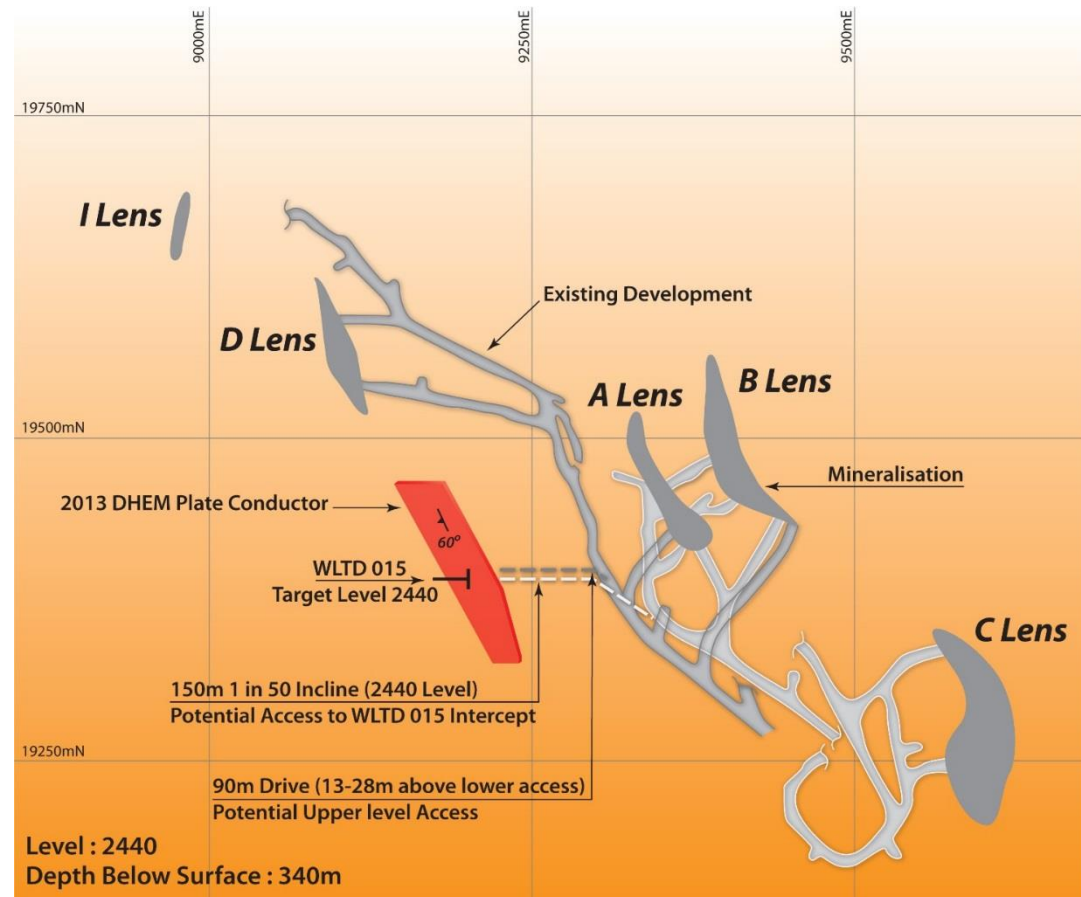 9000mE
9250mE
9500mE
19750mN
I Lens
Existing Development
D Lens
A Lens
B Lens
19500mN
Mineralisation
2013 DHEM Plate Conductor
60°
WLTD 015
Target Level 2440
C Lens
150m 1 in 50 Incline (2440 Level)
Potential Access to WLTD 015 Intercept
19250mN
90m Drive (13-28m above lower access)
Potential Upper level Access
Level : 2440
Depth Below Surface : 340m